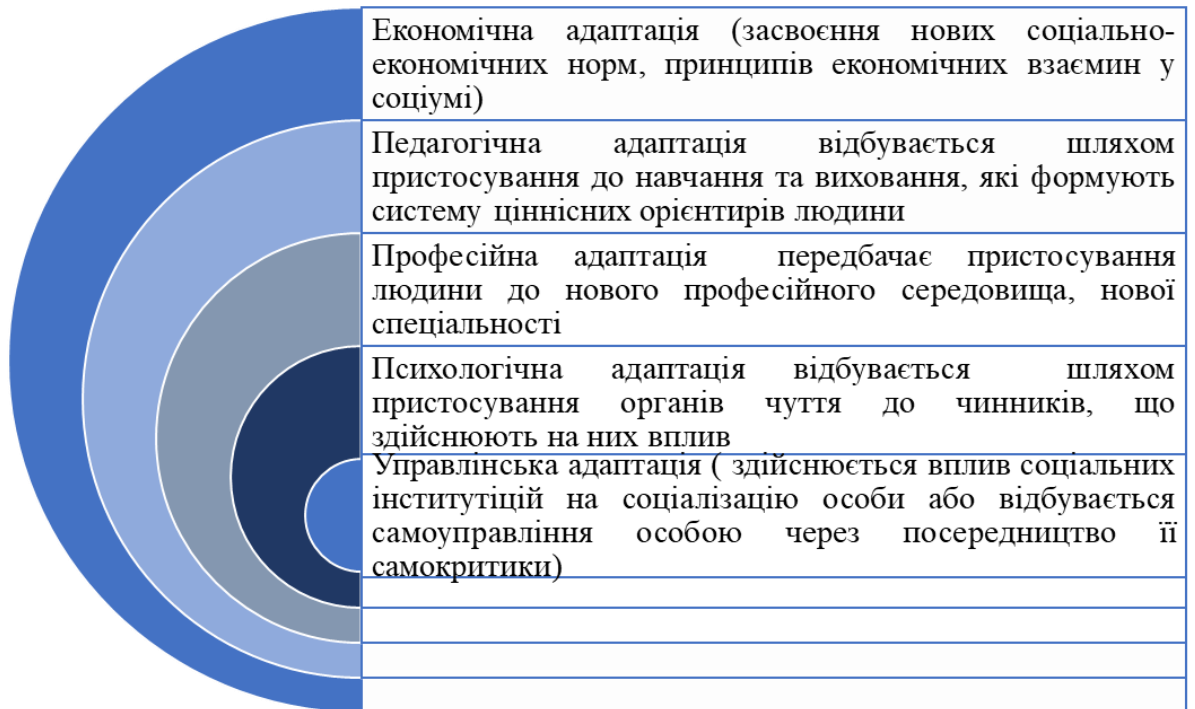 Економічна адаптація (засвоєння нових соціально-
економічних норм, принципів економічних взаємин у
соціумі)
Педагогічна адаптація відбувається шляхом
пристосування до навчання та виховання, які формують
систему ціннісних орієнтирів людини
Професійна адаптація передбачає пристосування
людини до нового професійного середовища, нової
спеціальності
Психологічна адаптація відбувається шляхом
пристосування органів чуття до чинників, що
здійснюють на них вплив
Управлінська адаптація ( здійснюється вплив соціальних
інститутіцій на соціалізацію особи або відбувається
самоуправління особою через посередництво її
самокритики)